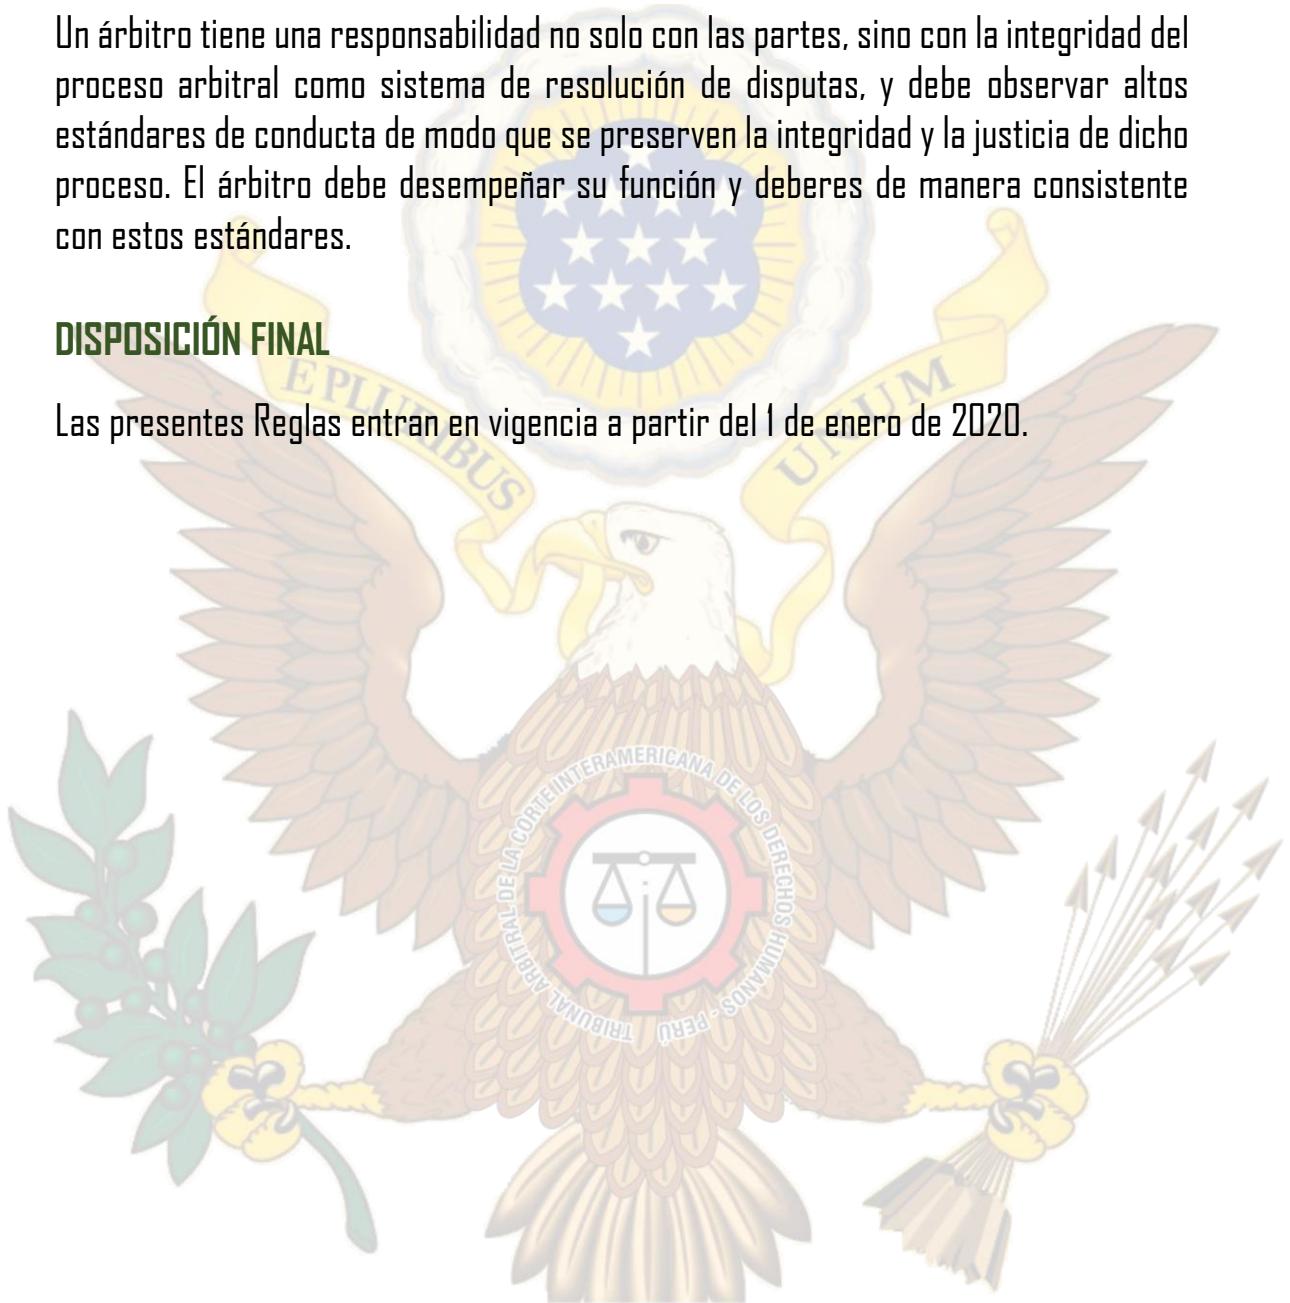 Un árbitro tiene una responsabilidad no solo con las partes, sino con la integridad del
proceso arbitral como sistema de resolución de disputas, y debe observar altos
estándares de conducta de modo que se preserven la integridad y la justicia de dicho
proceso. El árbitro debe desempeñar su función y deberes de manera consistente
con estos estándares.
DISPOSICIÓN FINAL
Las presentes Reglas entran en vigencia a partir del 1 de enero de 2020.
E PLURIBUS UNUM
TRIBUNAL ARBITRAL DE LA CORTE INTERAMERICANA DE LOS DERECHOS HUMANOS - PERÚ